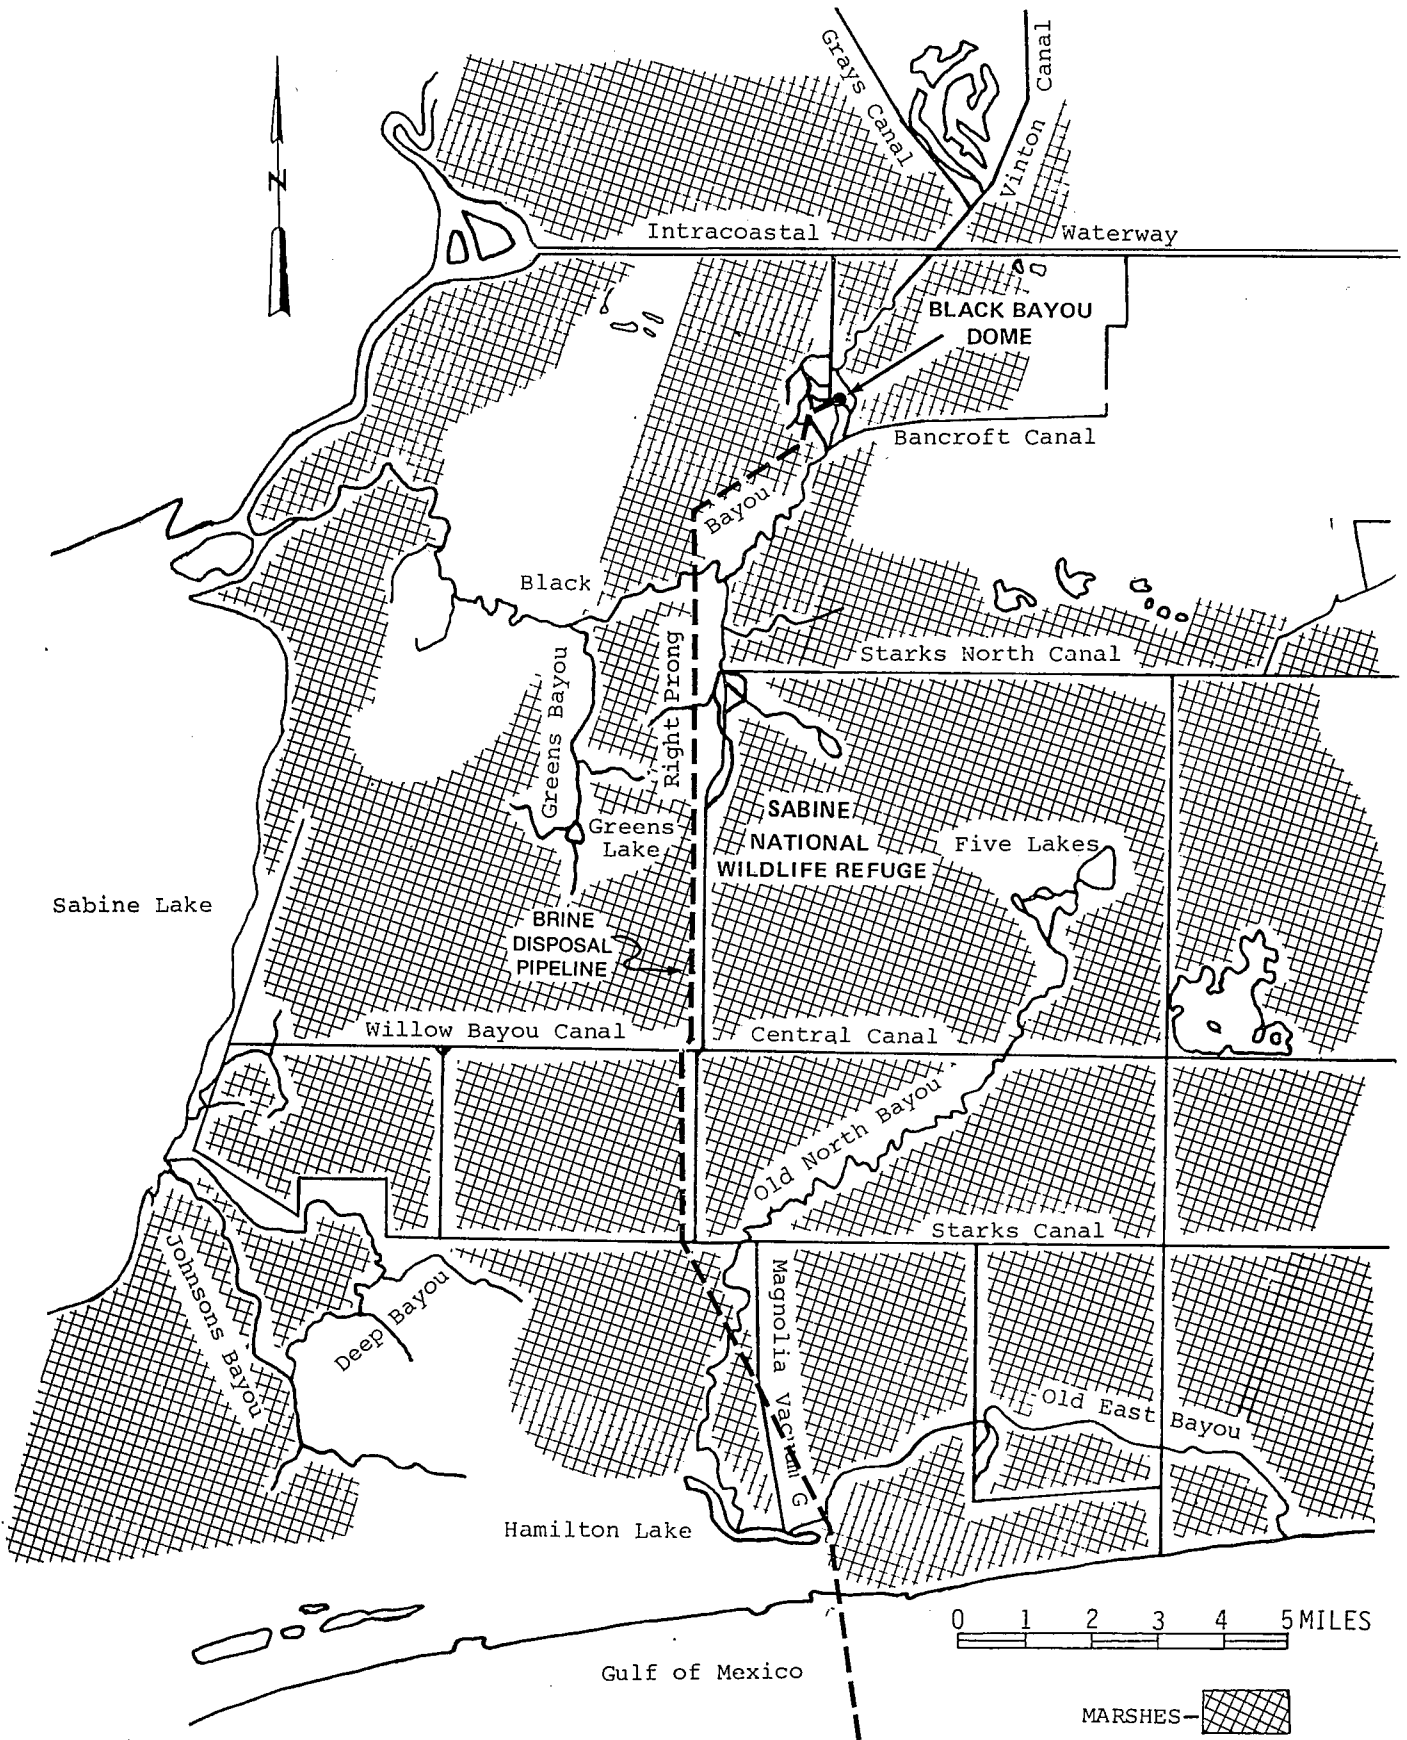 Grays Canal
Vinton Canal
N
Intracoastal Waterway
BLACK BAYOU
DOME
Bancroft Canal
Bayou
Black
Starks North Canal
Right Prong
Greens Bayou
SABINE
NATIONAL
WILDLIFE REFUGE
Greens
Lake
Five Lakes
Sabine Lake
BRINE
DISPOSAL
PIPELINE
Willow Bayou Canal
Central Canal
Old North Bayou
Starks Canal
Johnsons Bayou
Deep Bayou
Magnolia Vacuum G
Old East Bayou
Hamilton Lake
0 1 2 3 4 5 MILES
Gulf of Mexico
MARSHES